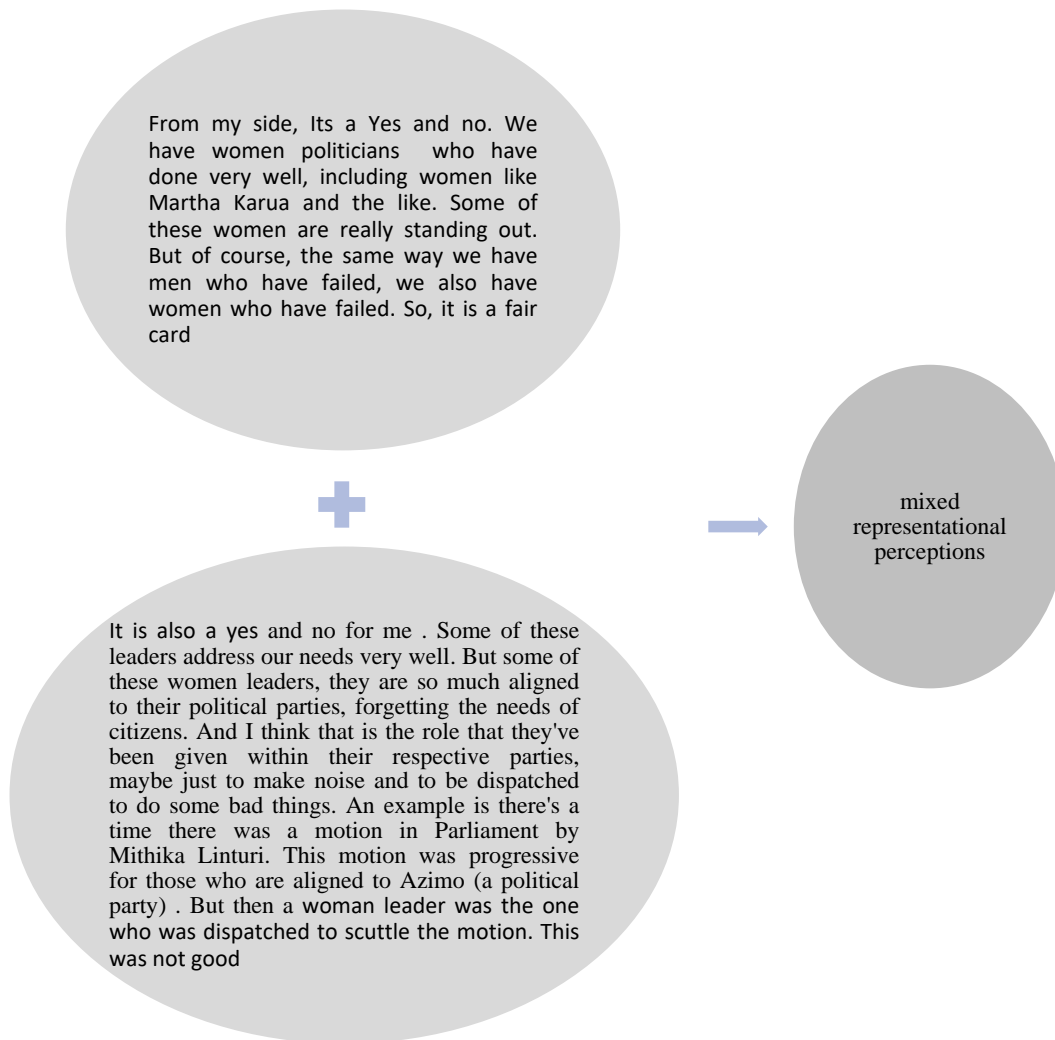 From my side, Its a Yes and no. We
have women politicians who have
done very well, including women like
Martha Karua and the like. Some of
these women are really standing out.
But of course, the same way we have
men who have failed, we also have
women who have failed. So, it is a fair
card
It is also a yes and no for me . Some of these
leaders address our needs very well. But some of
these women leaders, they are so much aligned
to their political parties, forgetting the needs of
citizens. And I think that is the role that they've
been given within their respective parties,
maybe just to make noise and to be dispatched
to do some bad things. An example is there's a
time there was a motion in Parliament by
Mithika Linturi. This motion was progressive
for those who are aligned to Azimo (a political
party) . But then a woman leader was the one
who was dispatched to scuttle the motion. This
was not good
mixed
representational
perceptions